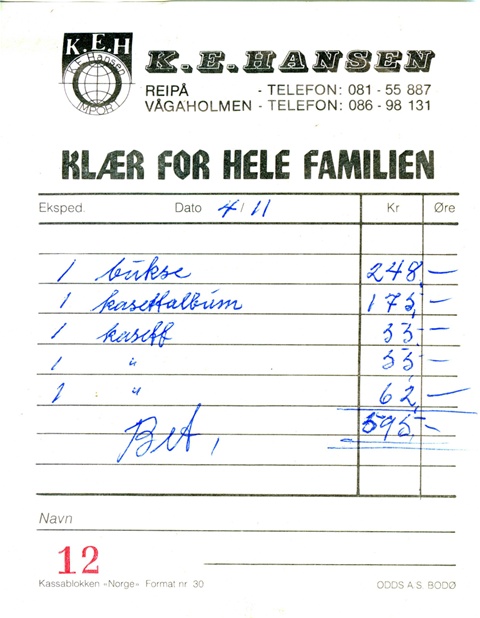 K.E.H
K.E.Hansen
IMPORT
K.E.HANSEN
REIPÅ - TELEFON: 081 - 55 887
VÅGAHOLMEN - TELEFON: 086 - 98 131
KLÆR FOR HELE FAMILIEN
Eksped. Dato 4/11 Kr Øre
1 bukse 248,-
1 kasettalbum 175,-
1 kasett 55,-
1 " 55,-
1 " 62,-
Bet, 595,-
Navn
12
Kassablokken «Norge» Format nr. 30 ODDS A.S. BODØ